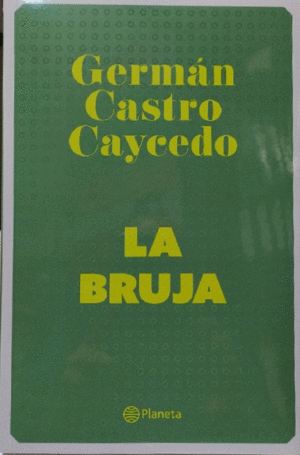 Germán
Castro
Caycedo
LA
BRUJA
Planeta